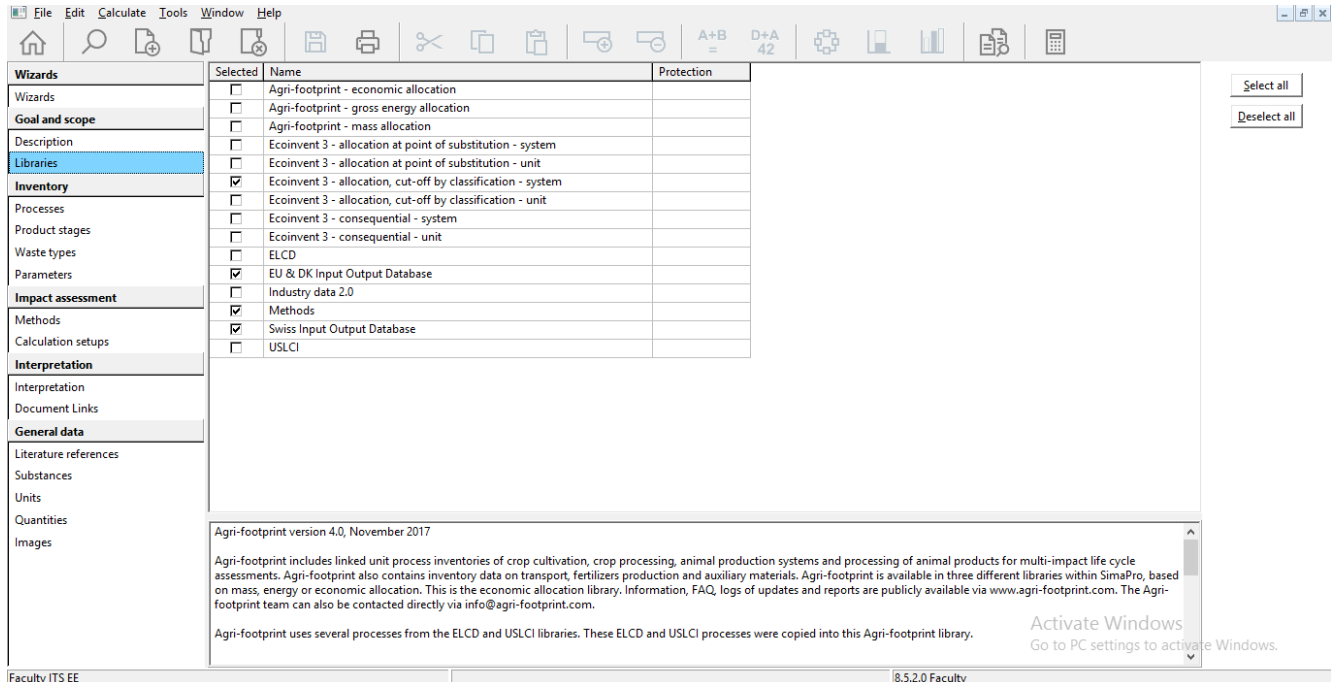 File Edit Calculate Tools Window Help
A+B
=
D+A
42
Wizards
Wizards
Goal and scope
Description
Libraries
Inventory
Processes
Product stages
Waste types
Parameters
Impact assessment
Methods
Calculation setups
Interpretation
Interpretation
Document Links
General data
Literature references
Substances
Units
Quantities
Images
Selected Name Protection
Agri-footprint - economic allocation
Agri-footprint - gross energy allocation
Agri-footprint - mass allocation
Ecoinvent 3 - allocation at point of substitution - system
Ecoinvent 3 - allocation at point of substitution - unit
Ecoinvent 3 - allocation, cut-off by classification - system
Ecoinvent 3 - allocation, cut-off by classification - unit
Ecoinvent 3 - consequential - system
Ecoinvent 3 - consequential - unit
ELCD
EU & DK Input Output Database
Industry data 2.0
Methods
Swiss Input Output Database
USLCI
Select all
Deselect all
Agri-footprint version 4.0, November 2017
Agri-footprint includes linked unit process inventories of crop cultivation, crop processing, animal production systems and processing of animal products for multi-impact life cycle
assessments. Agri-footprint also contains inventory data on transport, fertilizers production and auxiliary materials. Agri-footprint is available in three different libraries within SimaPro, based
on mass, energy or economic allocation. This is the economic allocation library. Information, FAQ, logs of updates and reports are publicly available via www.agri-footprint.com. The Agri-
footprint team can also be contacted directly via info@agri-footprint.com.
Agri-footprint uses several processes from the ELCD and USLCI libraries. These ELCD and USLCI processes were copied into this Agri-footprint library.
Activate Windows
Go to PC settings to activate Windows.
Faculty ITS EE
8.5.2.0 Faculty